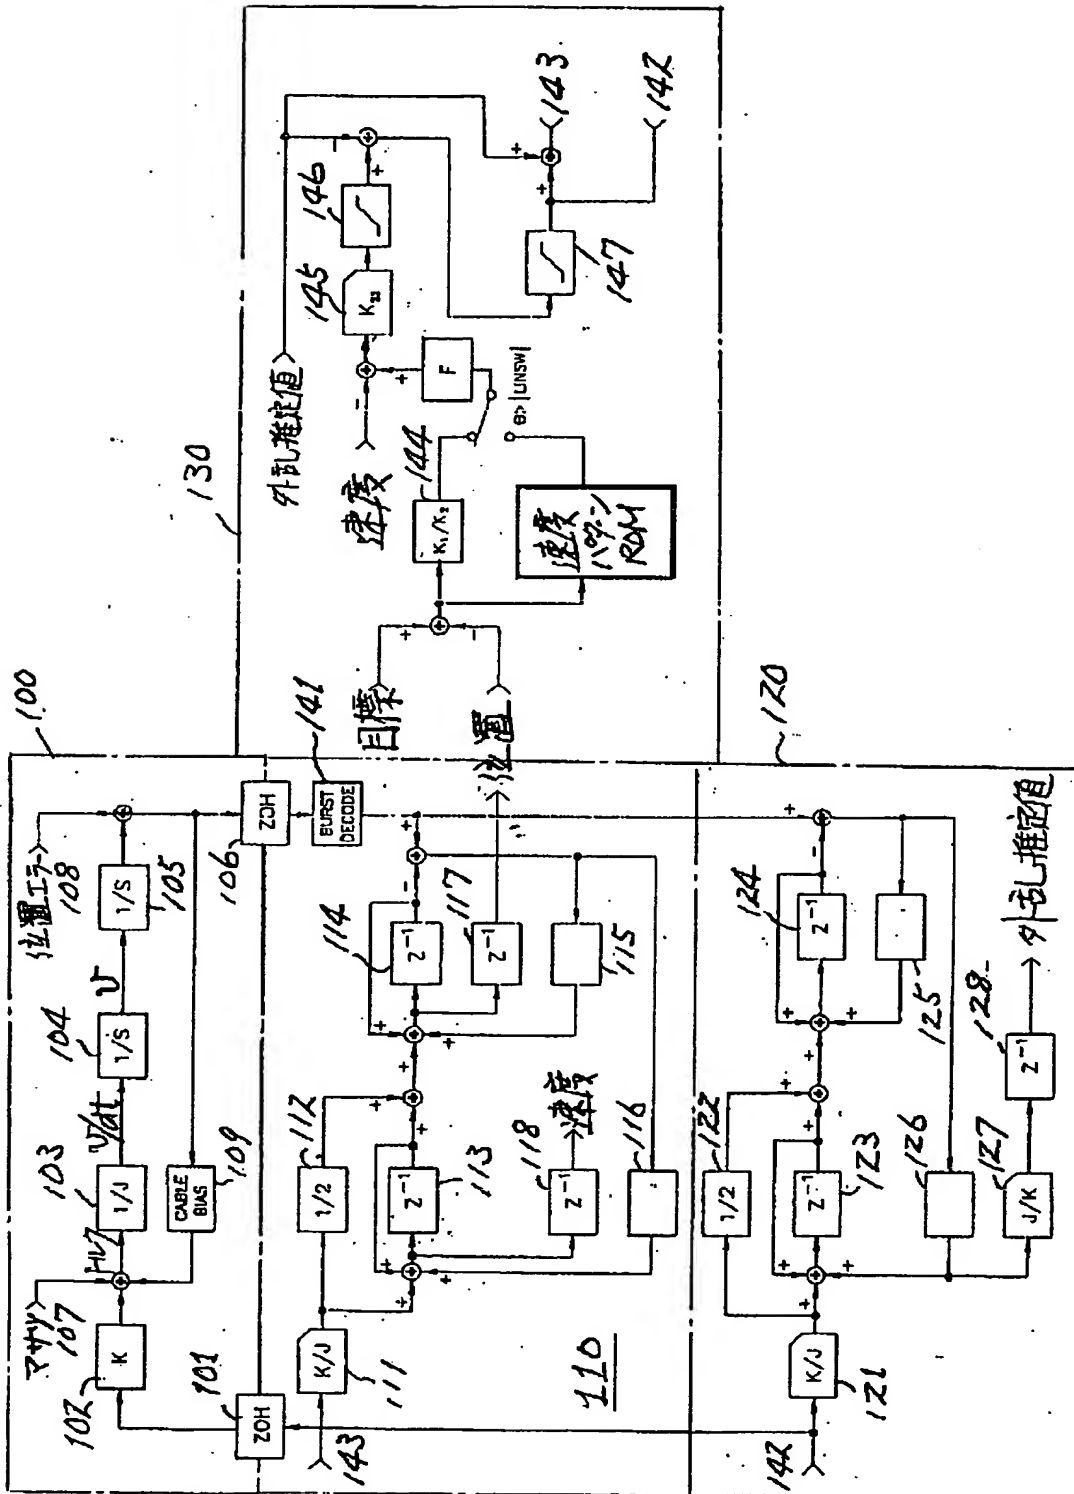 100
マサツ
107
トルク
v/dt
v
位置エラー
108
102
K
103
1/J
104
1/S
1/S
105
CABLE
BIAS
109
101
ZOH
106
ZOH
141
BURST
DECODE
143
K/J
111
1/2
112
Z⁻¹
113
Z⁻¹
118
速度
116
114
Z⁻¹
117
Z⁻¹
115
位置
110
120
142
K/J
121
1/2
122
Z⁻¹
123
126
J/K
127
124
Z⁻¹
125
Z⁻¹
128
外乱推定値
130
目標
位置
K₁/K₂
144
速度
パターン
ROM
θ>|LINSW|
F
速度
外乱推定値
145
146
147
143
142